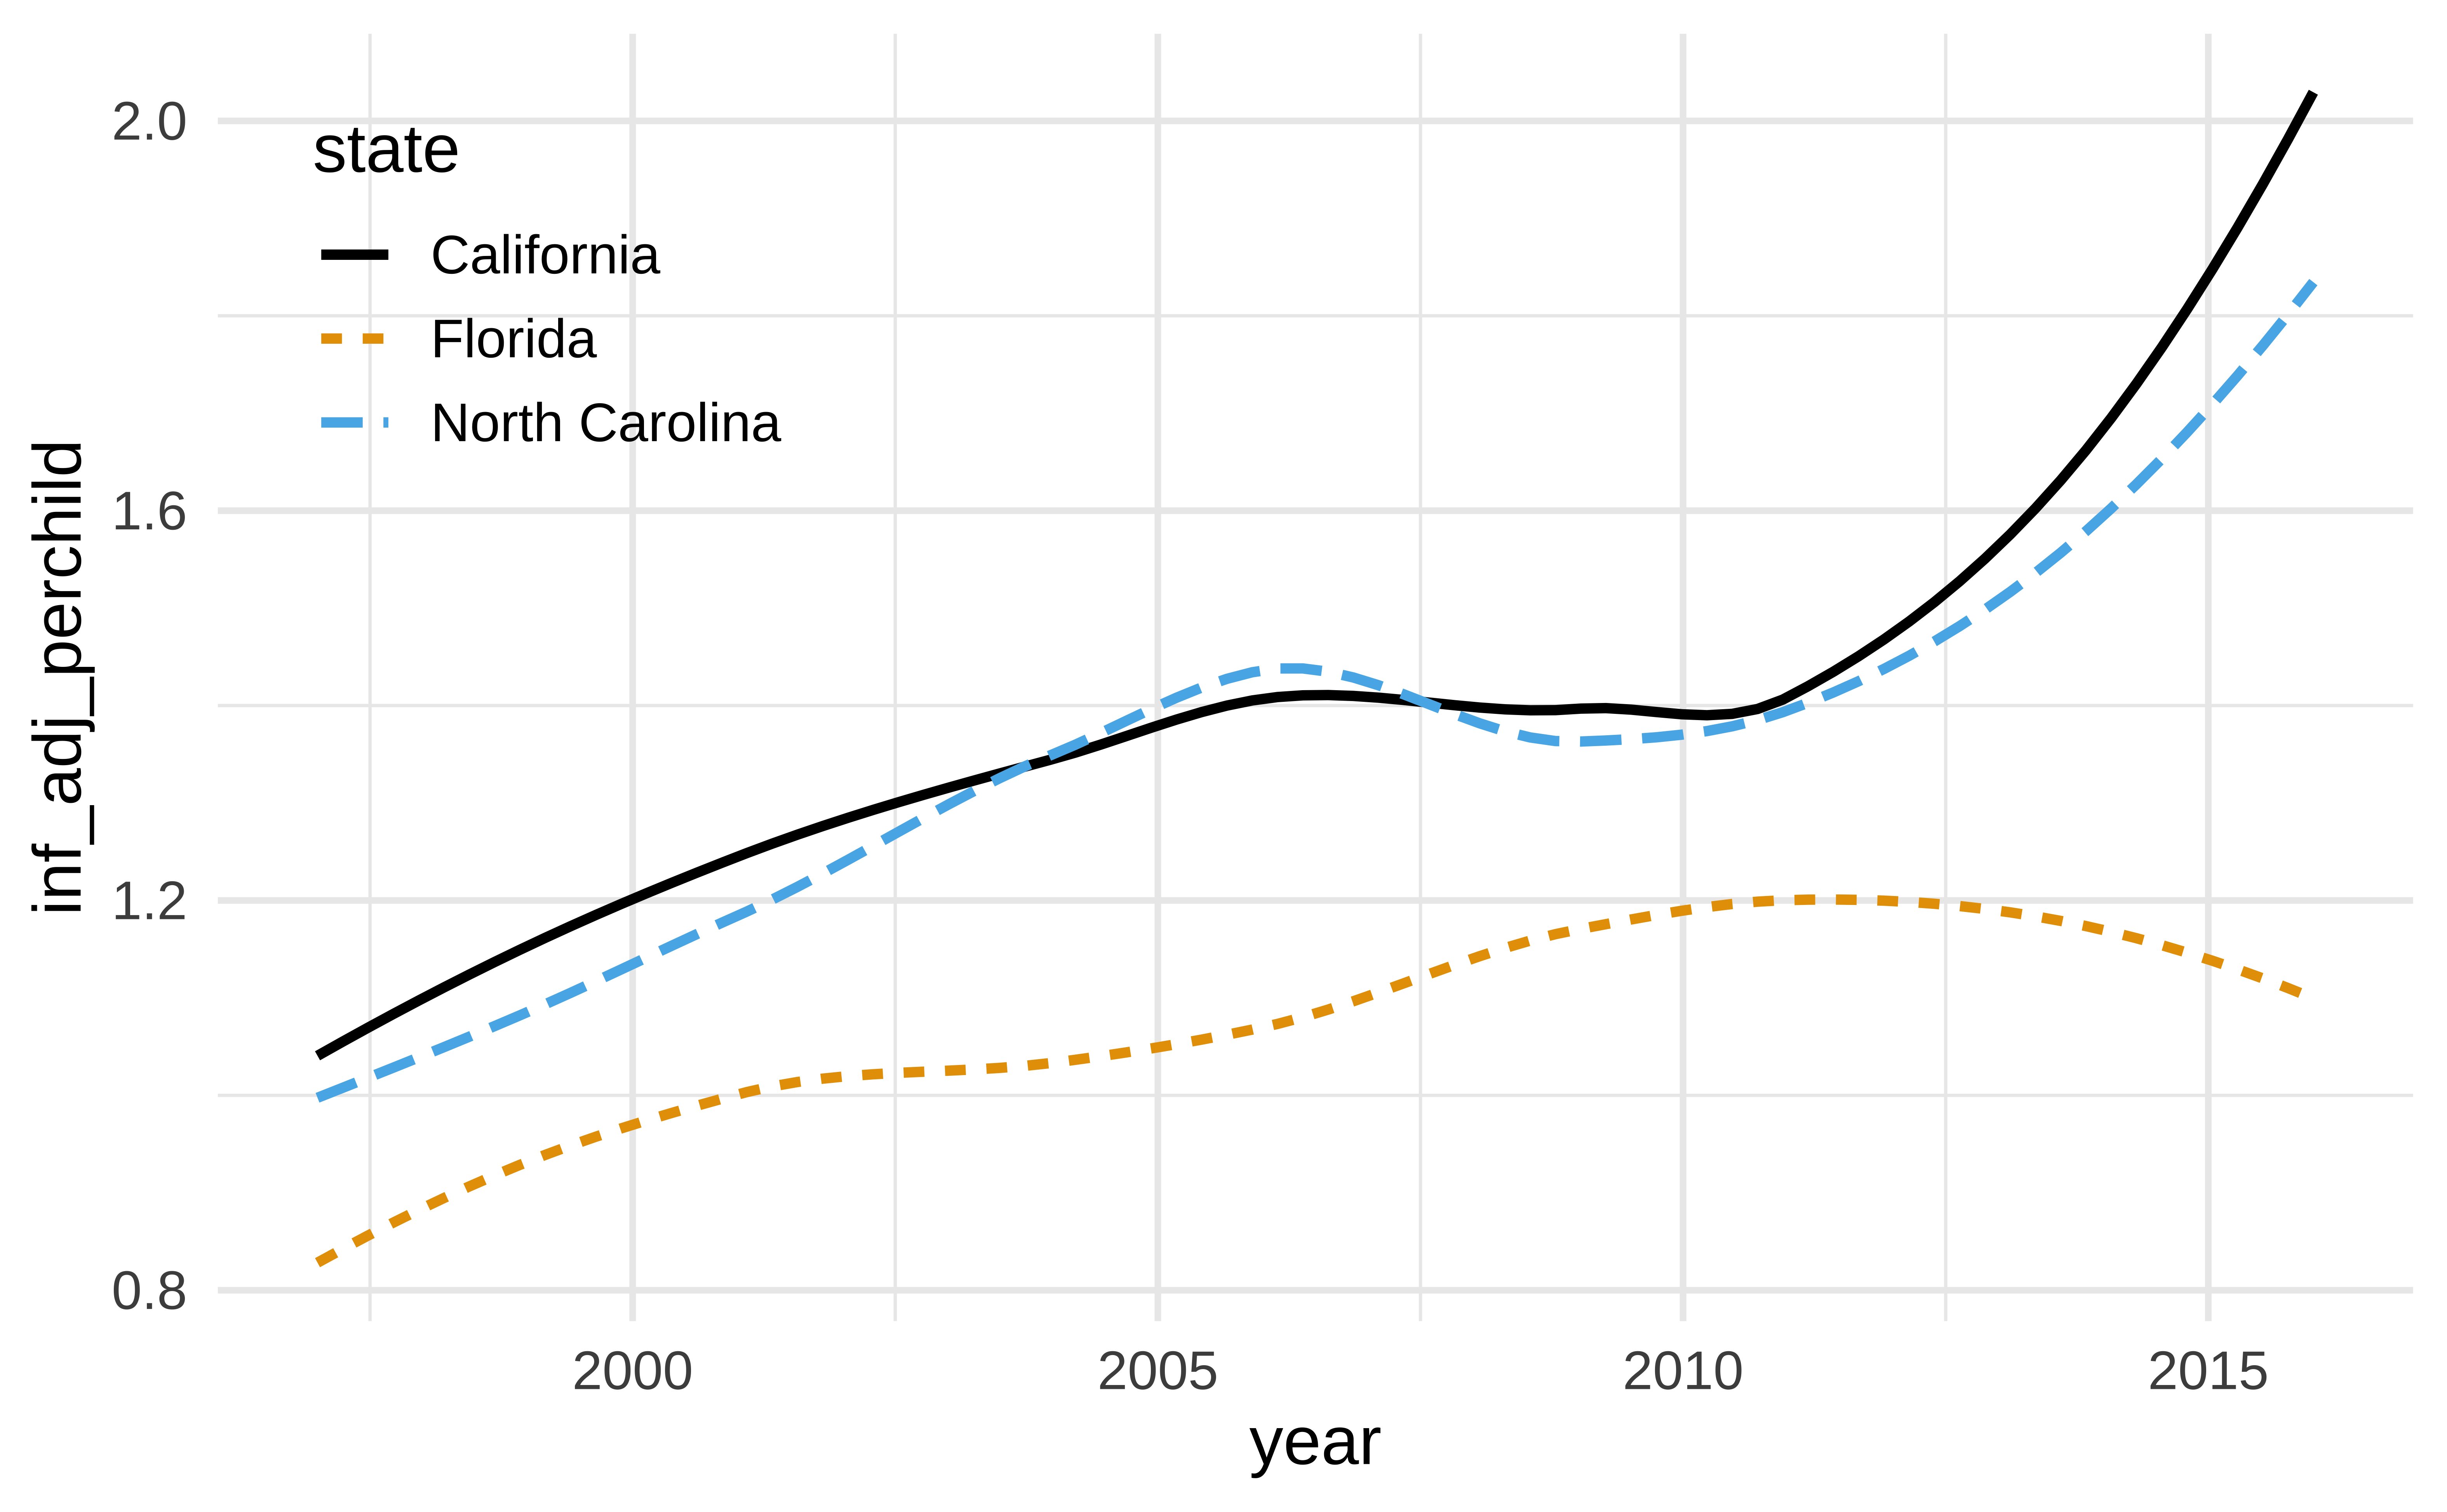 2.0
1.6
1.2
0.8
inf_adj_perchild
state
California
Florida
North Carolina
2000 2005 2010 2015
year